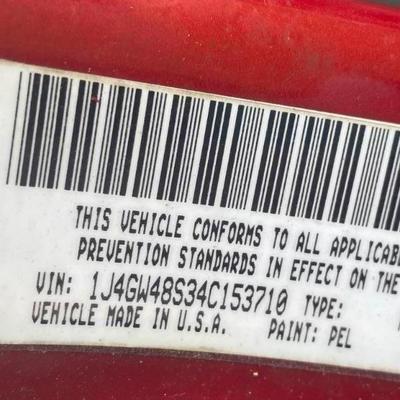 THIS VEHICLE CONFORMS TO ALL APPLICABLE
PREVENTION STANDARDS IN EFFECT ON THE
VIN: 1J4GW48S34C153710 TYPE:
VEHICLE MADE IN U.S.A. PAINT: PEL